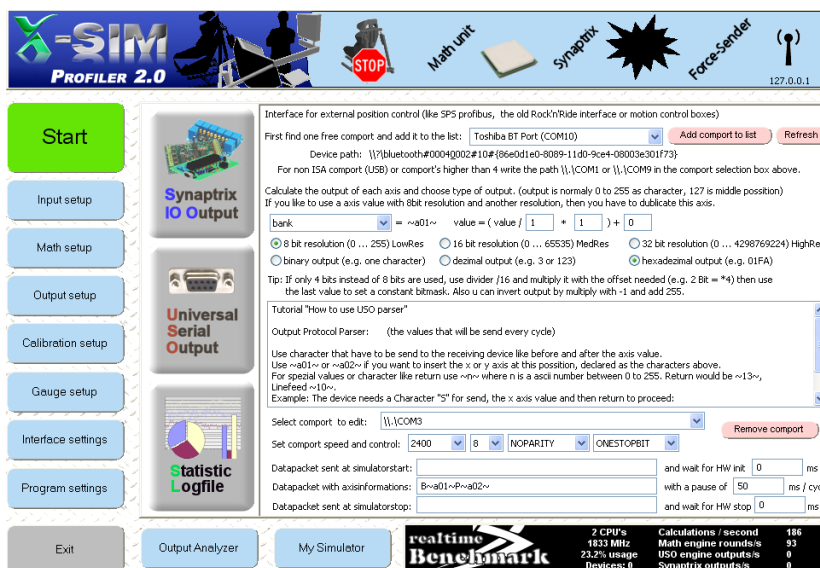 X-SIM
PROFILER 2.0
STOP
Math unit
Synaptrix
Force-Sender
127.0.0.1
Start
Input setup
Math setup
Output setup
Calibration setup
Gauge setup
Interface settings
Program settings
Exit
Synaptrix
IO Output
Universal
Serial
Output
Statistic
Logfile
Interface for external position control (like SPS profibus, the old Rock'n'Ride interface or motion control boxes)
First find one free comport and add it to the list: Toshiba BT Port (COM10) Add comport to list Refresh
Device path: \\?\bluetooth#0004&0002#10#{86e0d1e0-8089-11d0-9ce4-08003e301f73}
For non ISA comport (USB) or comport's higher than 4 write the path \\.\COM1 or \\.\COM9 in the comport selection box above.
Calculate the output of each axis and choose type of output. (output is normaly 0 to 255 as character, 127 is middle possition)
If you like to use a axis value with 8bit resolution and another resolution, then you have to dublicate this axis.
bank = ~a01~ value = ( value / 1 * 1 ) + 0
8 bit resolution (0 ... 255) LowRes 16 bit resolution (0 ... 65535) MedRes 32 bit resolution (0 ... 4298769224) HighRe
binary output (e.g. one character) dezimal output (e.g. 3 or 123) hexadezimal output (e.g. 01FA)
Tip: If only 4 bits instead of 8 bits are used, use divider /16 and multiply it with the offset needed (e.g. 2 Bit = *4) then use
the last value to set a constant bitmask. Also u can invert output by multiply with -1 and add 255.
Tutorial "How to use USO parser"
Output Protocol Parser: (the values that will be send every cycle)
Use character that have to be send to the receiving device like before and after the axis value.
Use ~a01~ or ~a02~ if you want to insert the x or y axis at this possition, declared as the characters above.
For spezial values or character like return use ~n~ where n is a ascii number between 0 to 255. Return would be ~13~,
Linefeed ~10~.
Example: The device needs a Character "S" for send, the x axis value and then return to proceed:
Select comport to edit: \\.\COM3 Remove comport
Set comport speed and control: 2400 8 NOPARITY ONESTOPBIT
Datapacket sent at simulatorstart: and wait for HW init 0 ms
Datapacket with axisinformations: B~a01~P~a02~ with a pause of 50 ms / cyc
Datapacket sent at simulatorstop: and wait for HW stop 0 ms
Output Analyzer
My Simulator
realtime
Benchmark
2 CPU's
1833 MHz
23.2% usage
Devices: 0
Calculations / second 186
Math engine rounds/s 93
USO engine outputs/s 0
Synaptrix outputs/s 0